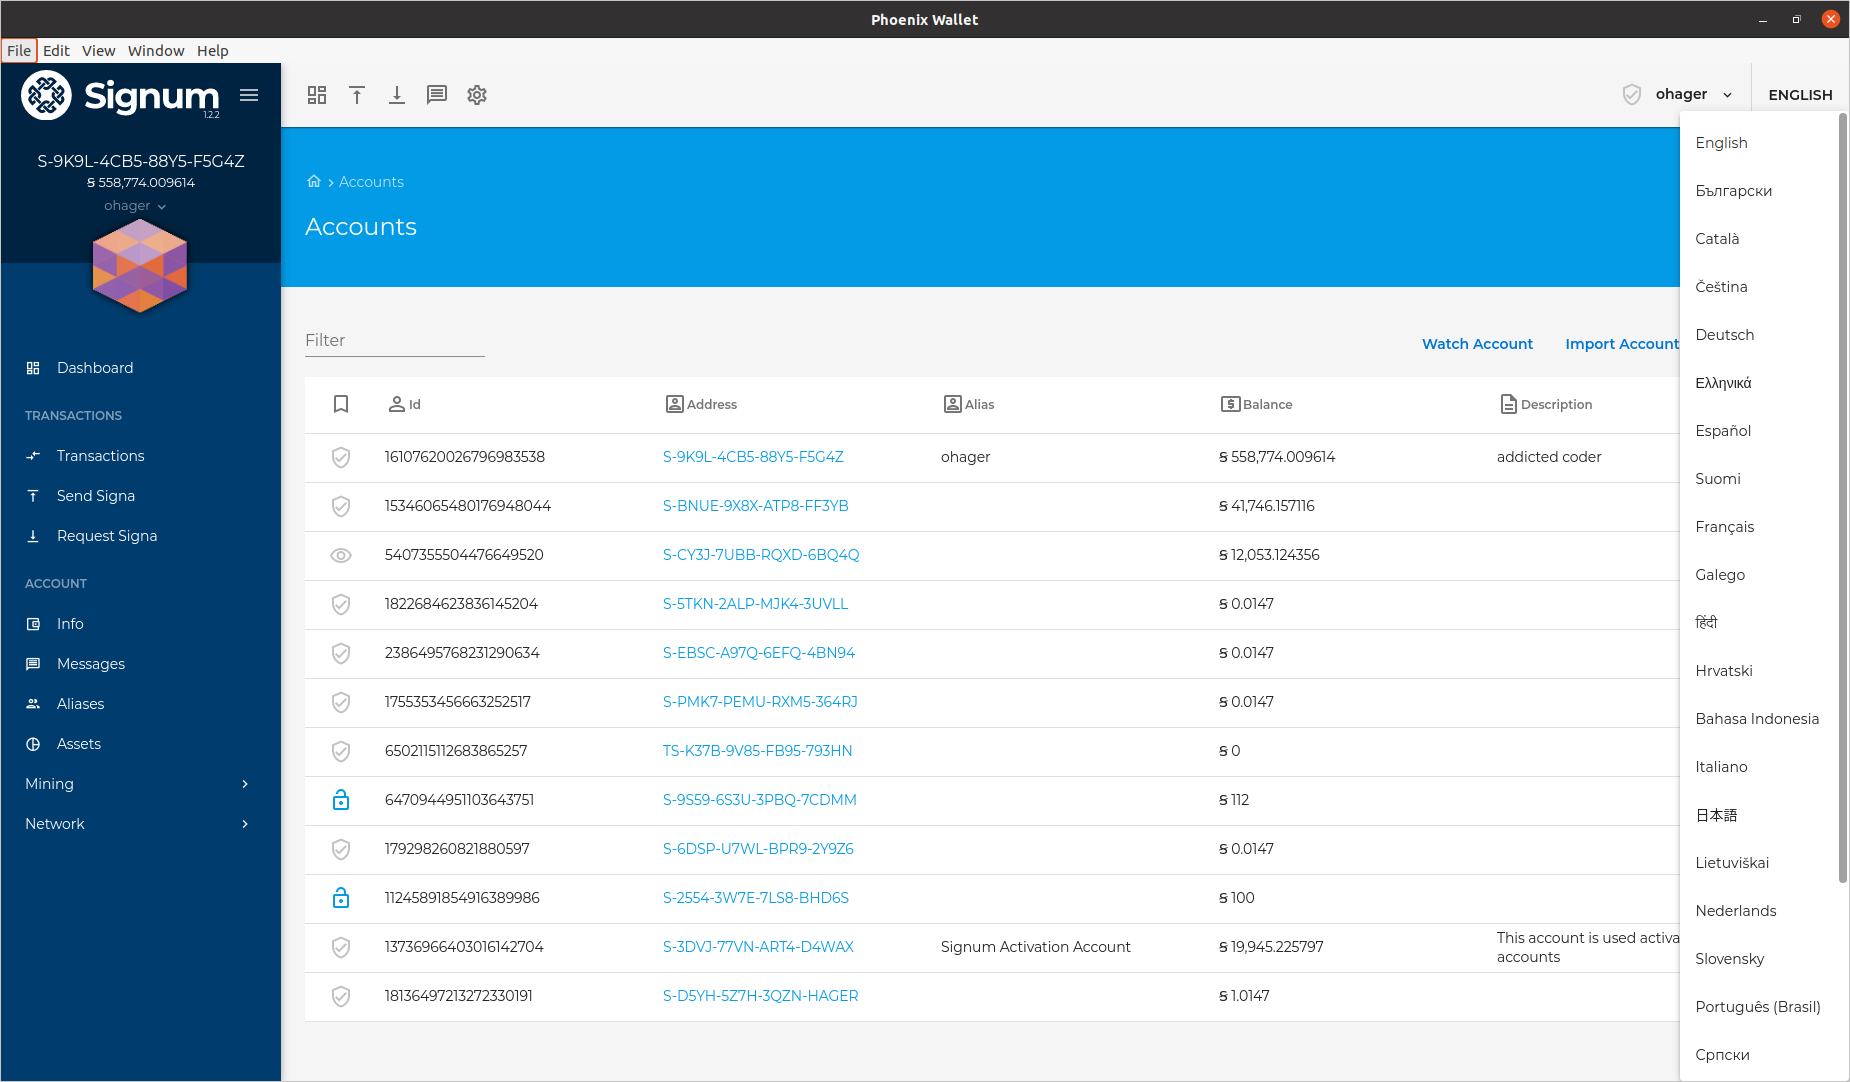 Phoenix Wallet
File Edit View Window Help
Signum
1.2.2
ohager
ENGLISH
S-9K9L-4CB5-88Y5-F5G4Z
S 558,774.009614
ohager
Dashboard
TRANSACTIONS
Transactions
Send Signa
Request Signa
ACCOUNT
Info
Messages
Aliases
Assets
Mining
Network
Accounts
Accounts
Filter
Watch Account Import Account
Id Address Alias Balance Description
16107620026796983538 S-9K9L-4CB5-88Y5-F5G4Z ohager S 558,774.009614 addicted coder
15346065480176948044 S-BNUE-9X8X-ATP8-FF3YB S 41,746.157116
5407355504476649520 S-CY3J-7UBB-RQXD-6BQ4Q S 12,053.124356
1822684623836145204 S-5TKN-2ALP-MJK4-3UVLL S 0.0147
2386495768231290634 S-EBSC-A97Q-6EFQ-4BN94 S 0.0147
1755353456663252517 S-PMK7-PEMU-RXM5-364RJ S 0.0147
6502115112683865257 TS-K37B-9V85-FB95-793HN S 0
6470944951103643751 S-9S59-6S3U-3PBQ-7CDMM S 112
179298260821880597 S-6DSP-U7WL-BPR9-2Y9Z6 S 0.0147
11245891854916389986 S-2554-3W7E-7LS8-BHD6S S 100
13736966403016142704 S-3DVJ-77VN-ART4-D4WAX Signum Activation Account S 19,945.225797 This account is used activa
accounts
18136497213272330191 S-D5YH-5Z7H-3QZN-HAGER S 1.0147
English
Български
Català
Čeština
Deutsch
Ελληνικά
Español
Suomi
Français
Galego
हिंदी
Hrvatski
Bahasa Indonesia
Italiano
日本語
Lietuviškai
Nederlands
Slovensky
Português (Brasil)
Српски